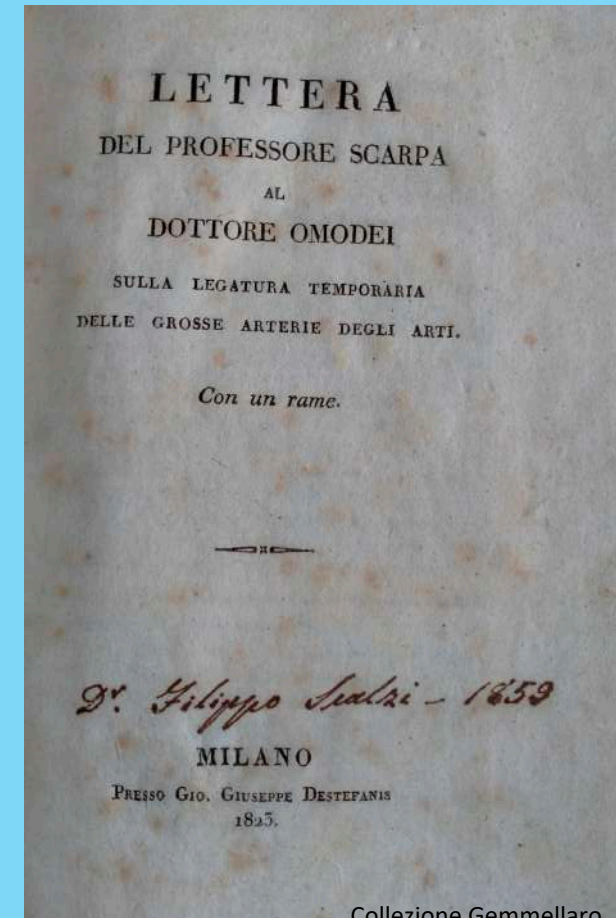 LETTERA
DEL PROFESSORE SCARPA
AL
DOTTORE OMODEI
SULLA LEGATURA TEMPORARIA
DELLE GROSSE ARTERIE DEGLI ARTI.
Con un rame.
Dr. Filippo Scalzi - 1859
MILANO
PRESSO GIO. GIUSEPPE DESTEFANIS
1823.
Collezione Gemmellaro